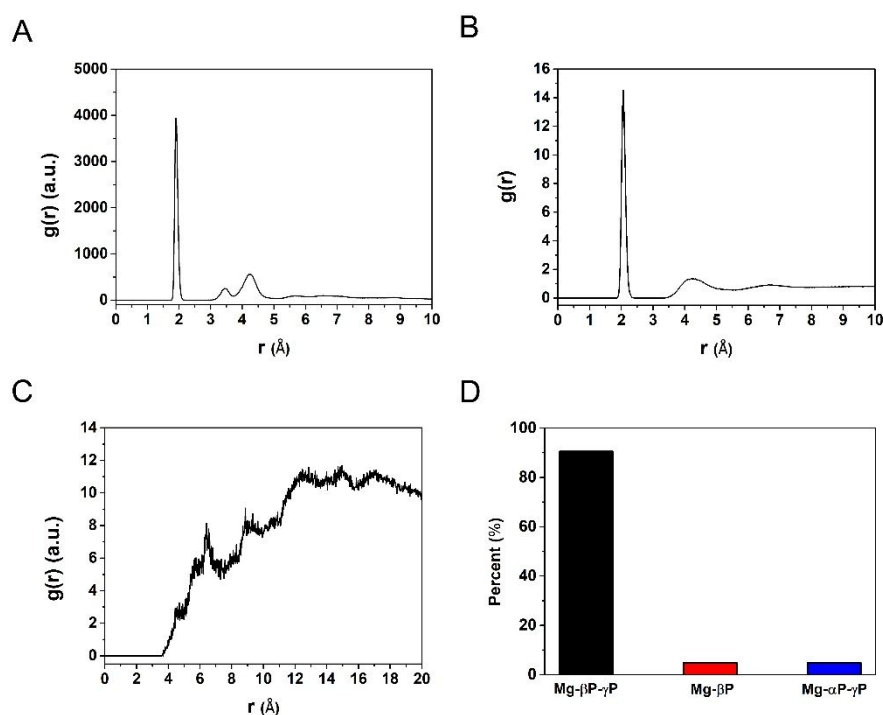 A
5000
4000
3000
2000
1000
0
g(r) (a.u.)
0 1 2 3 4 5 6 7 8 9 10
r (Å)
B
16
14
12
10
8
6
4
2
0
g(r)
0 1 2 3 4 5 6 7 8 9 10
r (Å)
C
14
12
10
8
6
4
2
0
g(r) (a.u.)
0 2 4 6 8 10 12 14 16 18 20
r (Å)
D
100
80
60
40
20
0
Percent (%)
Mg-βP-γP Mg-βP Mg-αP-γP